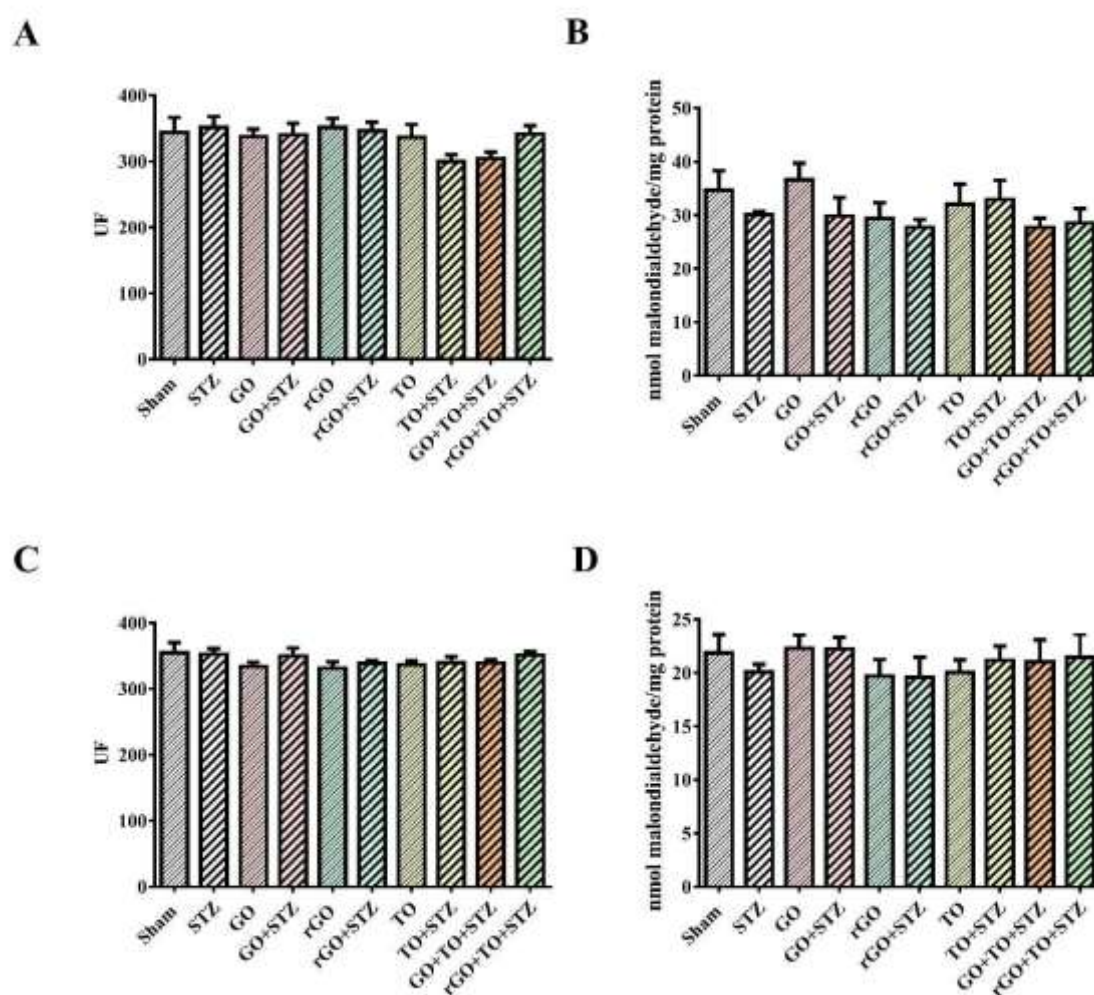 A
UF
400
300
200
100
0
Sham
STZ
GO
GO+STZ
rGO
rGO+STZ
TO
TO+STZ
GO+TO+STZ
rGO+TO+STZ
B
nmol malondialdehyde/mg protein
50
40
30
20
10
0
Sham
STZ
GO
GO+STZ
rGO
rGO+STZ
TO
TO+STZ
GO+TO+STZ
rGO+TO+STZ
C
UF
400
300
200
100
0
Sham
STZ
GO
GO+STZ
rGO
rGO+STZ
TO
TO+STZ
GO+TO+STZ
rGO+TO+STZ
D
nmol malondialdehyde/mg protein
25
20
15
10
5
0
Sham
STZ
GO
GO+STZ
rGO
rGO+STZ
TO
TO+STZ
GO+TO+STZ
rGO+TO+STZ